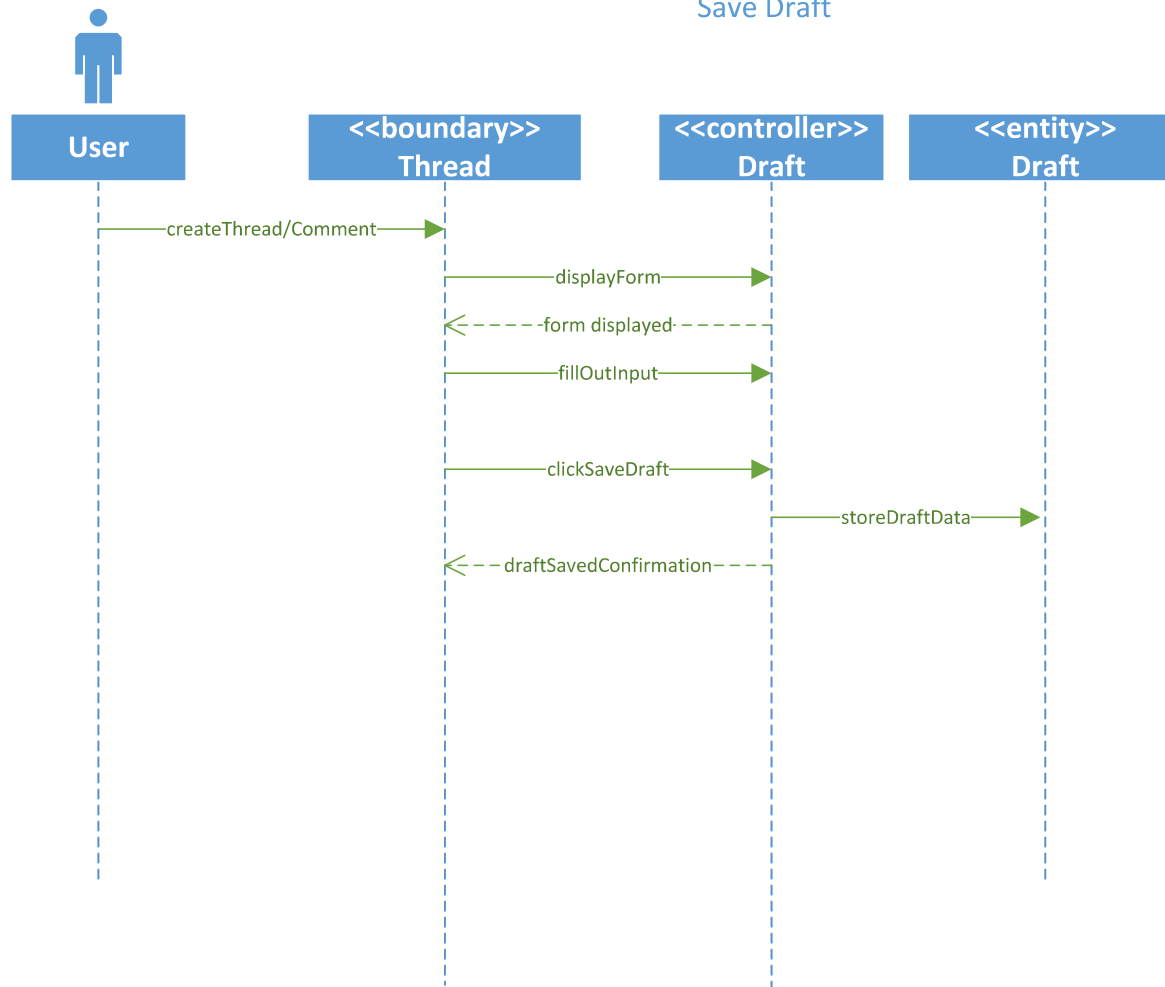 Save Draft
User
<<boundary>>
Thread
<<controller>>
Draft
<<entity>>
Draft
createThread/Comment
displayForm
form displayed
fillOutInput
clickSaveDraft
storeDraftData
draftSavedConfirmation